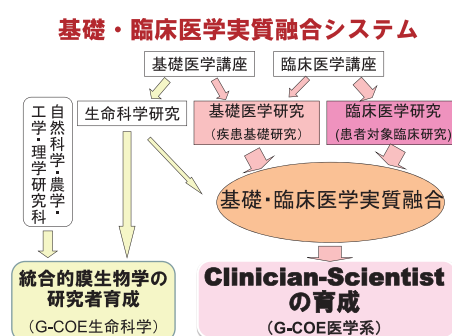 基礎・臨床医学実質融合システム
基礎医学講座
臨床医学講座
自然科学・農学・
工学・理学研究科
生命科学研究
基礎医学研究
(疾患基礎研究)
臨床医学研究
(患者対象臨床研究)
基礎・臨床医学実質融合
統合的膜生物学の
研究者育成
（G-COE生命科学）
Clinician-Scientist
の育成
(G-COE医学系)